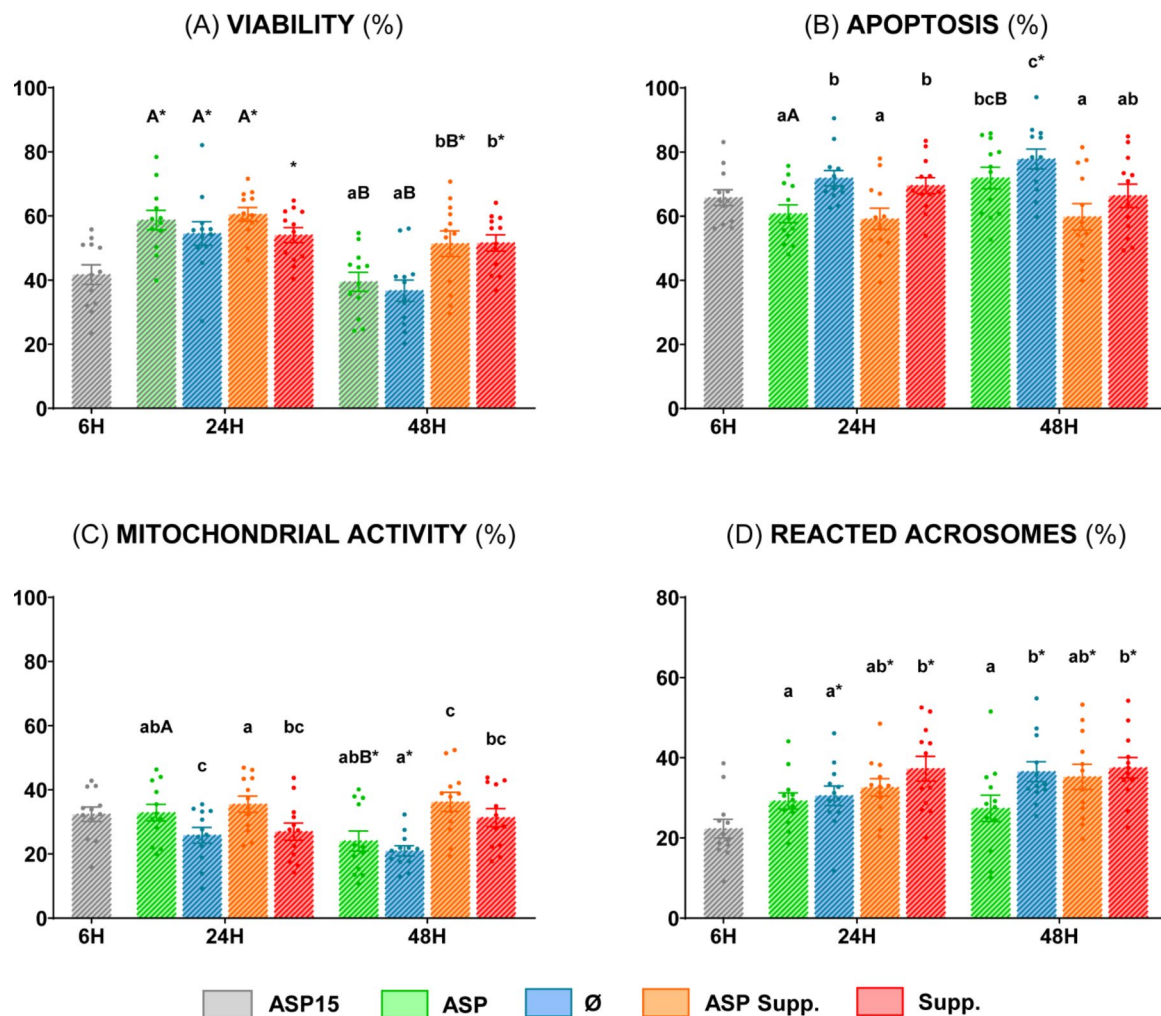 (A) VIABILITY (%)
100
80
60
40
20
0
A*
A*
A*
*
aB
aB
bB*
b*
6H
24H
48H
(B) APOPTOSIS (%)
100
80
60
40
20
0
aA
b
a
b
bcB
c*
a
ab
6H
24H
48H
(C) MITOCHONDRIAL ACTIVITY (%)
100
80
60
40
20
0
abA
c
a
bc
abB*
a*
c
bc
6H
24H
48H
(D) REACTED ACROSOMES (%)
80
60
40
20
0
a
a*
ab*
b*
a
b*
ab*
b*
6H
24H
48H
ASP15 ASP Ø ASP Supp. Supp.